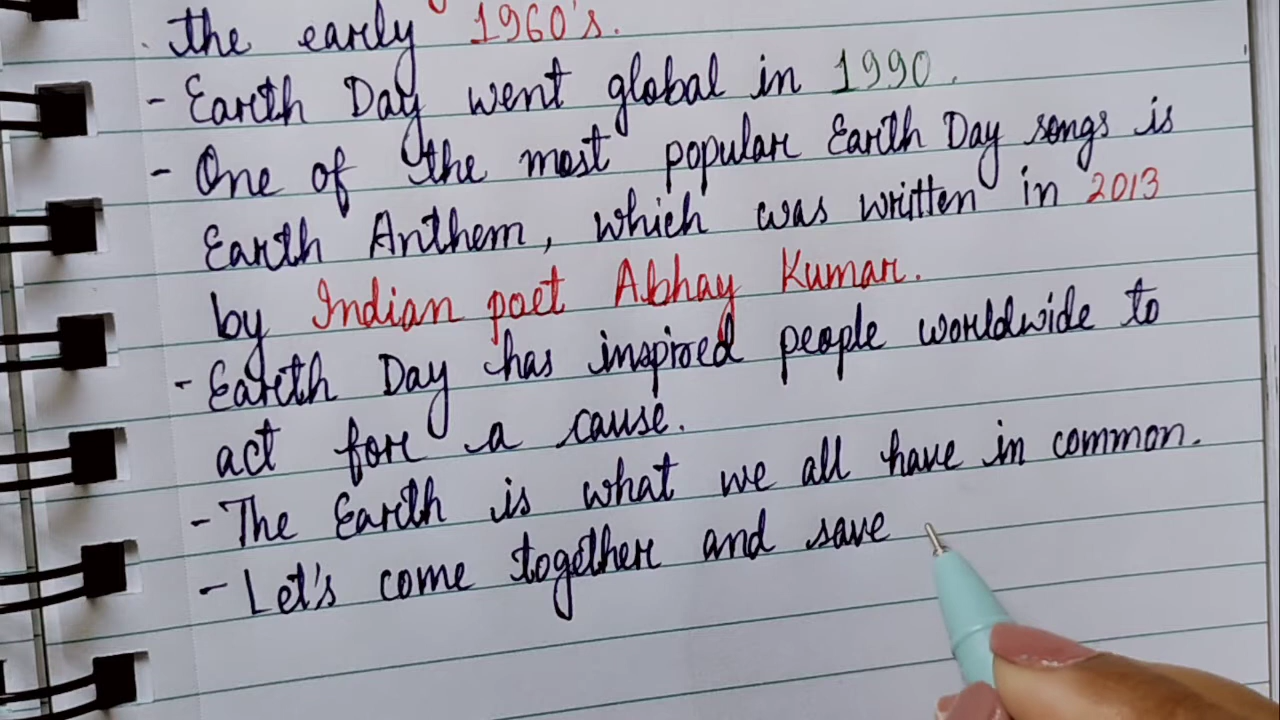 the early 1960's.
- Earth Day went global in 1990.
- One of the most popular Earth Day songs is
Earth Anthem, which was written in 2013
by Indian poet Abhay Kumar.
- Earth Day has inspired people worldwide to
act for a cause.
- The Earth is what we all have in common.
- Let's come together and save